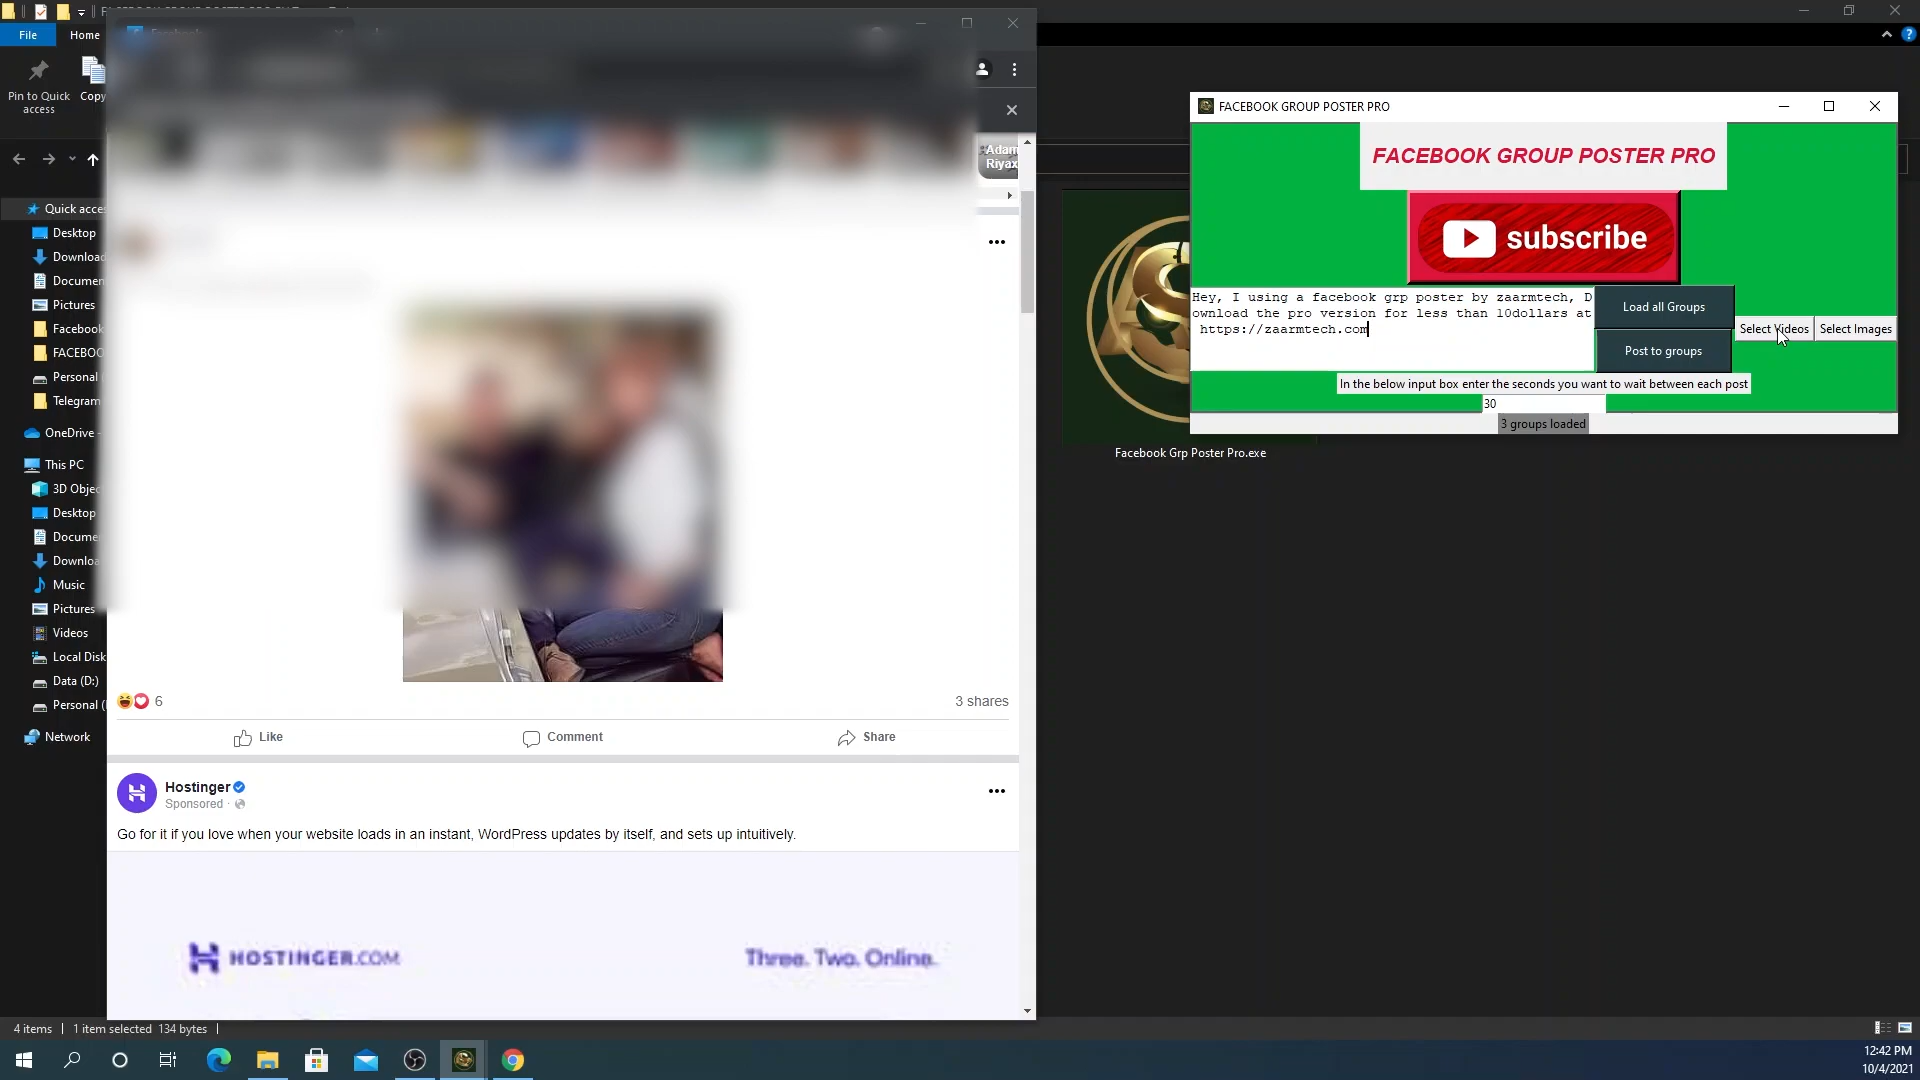 File
Home
Pin to Quick
access
Copy
Quick acce
Desktop
Download
Documen
Pictures
Facebook
FACEBOO
Personal (
Telegram
OneDrive -
This PC
3D Objec
Desktop
Docume
Downloa
Music
Pictures
Videos
Local Disk
Data (D:)
Personal (
Network
4 items
1 item selected 134 bytes
Adam
Riyax
6
3 shares
Like
Comment
Share
Hostinger
Sponsored ·
Go for it if you love when your website loads in an instant, WordPress updates by itself, and sets up intuitively.
HOSTINGER.COM
Three. Two. Online.
FACEBOOK GROUP POSTER PRO
FACEBOOK GROUP POSTER PRO
subscribe
Hey, I using a facebook grp poster by zaarmtech, D
ownload the pro version for less than 10dollars at
https://zaarmtech.com
Load all Groups
Post to groups
Select Videos
Select Images
In the below input box enter the seconds you want to wait between each post
30
3 groups loaded
Facebook Grp Poster Pro.exe
12:42 PM
10/4/2021